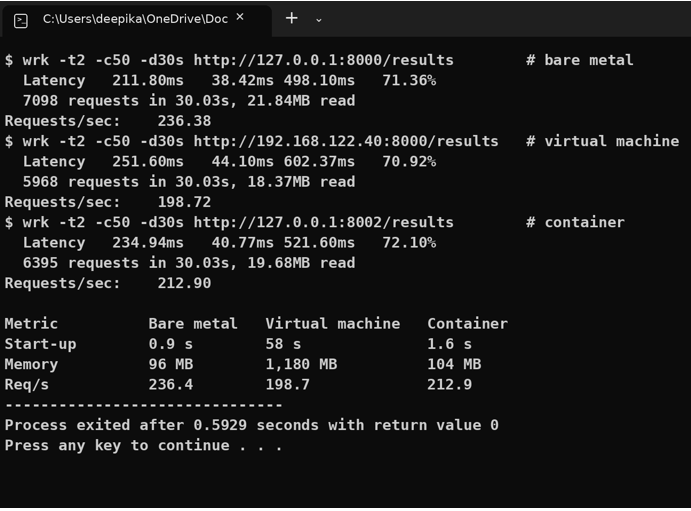 C:\Users\deepika\OneDrive\Doc
$ wrk -t2 -c50 -d30s http://127.0.0.1:8000/results        # bare metal
  Latency   211.80ms   38.42ms 498.10ms   71.36%
  7098 requests in 30.03s, 21.84MB read
Requests/sec:    236.38
$ wrk -t2 -c50 -d30s http://192.168.122.40:8000/results   # virtual machine
  Latency   251.60ms   44.10ms 602.37ms   70.92%
  5968 requests in 30.03s, 18.37MB read
Requests/sec:    198.72
$ wrk -t2 -c50 -d30s http://127.0.0.1:8002/results        # container
  Latency   234.94ms   40.77ms 521.60ms   72.10%
  6395 requests in 30.03s, 19.68MB read
Requests/sec:    212.90
Metric          Bare metal   Virtual machine   Container
Start-up        0.9 s        58 s              1.6 s
Memory          96 MB        1,180 MB          104 MB
Req/s           236.4        198.7             212.9
-------------------------------
Process exited after 0.5929 seconds with return value 0
Press any key to continue . . .